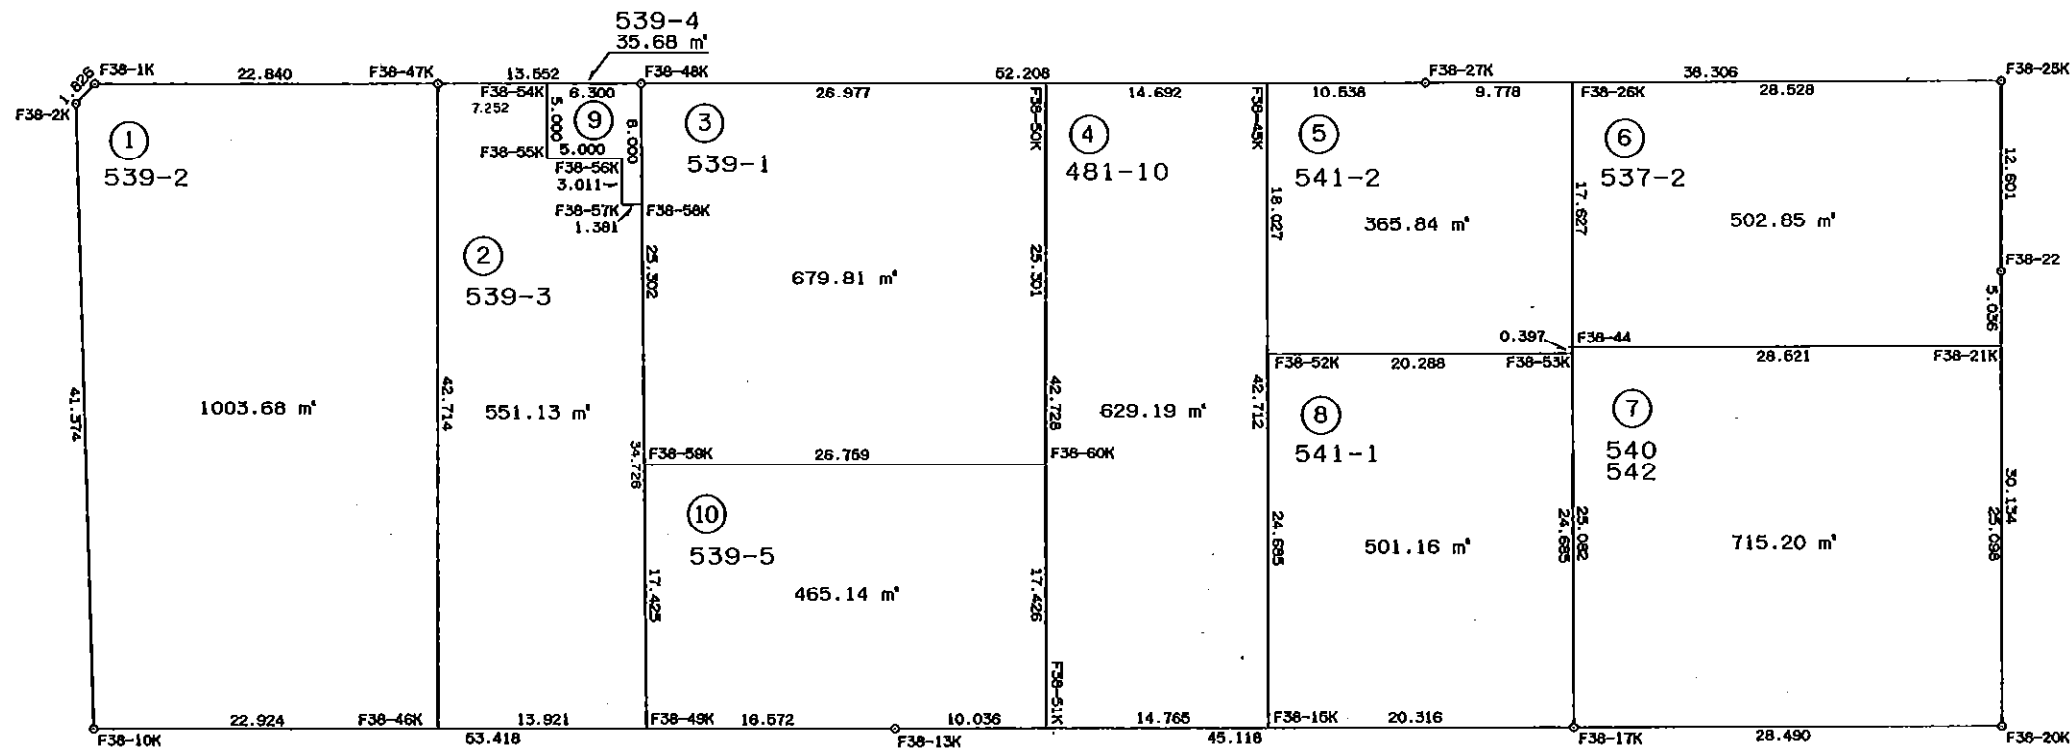 539-4
35.68 m²
F38-1K
22.840
F38-47K
13.552
F38-48K
62.208
F38-27K
38.306
F38-25K
1.826
F38-2K
F38-54K
6.300
26.977
F38-50K
14.692
F38-45K
10.538
9.778
F38-26K
28.528
7.252
5.000
9
8.000
3
4
5
6
1
539-2
F38-55K
5.000
F38-56K
3.011
F38-57K
1.381
F38-58K
539-1
481-10
541-2
537-2
12.601
18.027
17.627
365.84 m²
502.85 m²
2
539-3
25.302
679.81 m²
25.301
F38-22
5.036
0.397
F38-44
F38-52K
20.288
F38-53K
28.621
F38-21K
41.374
1003.68 m²
42.714
551.13 m²
34.726
42.728
629.19 m²
42.712
8
541-1
7
540
542
F38-59K
26.759
F38-60K
30.134
10
539-5
24.685
501.16 m²
24.685
25.082
715.20 m²
25.098
17.425
465.14 m²
17.426
F38-51K
22.924
F38-46K
13.921
F38-49K
16.572
10.036
14.765
F38-16K
20.316
F38-10K
63.418
F38-13K
45.118
F38-17K
28.490
F38-20K